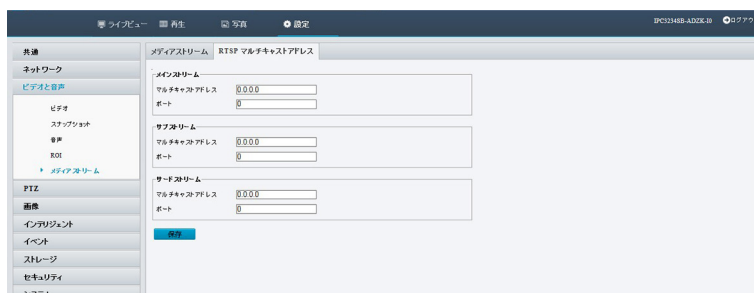 ライブビュー 再生 写真 設定 IPC3234SB-ADZK-I0 ログアウ
共通
ネットワーク
ビデオと音声
ビデオ
スナップショット
音声
ROI
メディアストリーム
PTZ
画像
インテリジェント
イベント
ストレージ
セキュリティ
メディアストリーム RTSP マルチキャストアドレス
メインストリーム
マルチキャストアドレス 0.0.0.0
ポート 0
サブストリーム
マルチキャストアドレス 0.0.0.0
ポート 0
サードストリーム
マルチキャストアドレス 0.0.0.0
ポート 0
保存